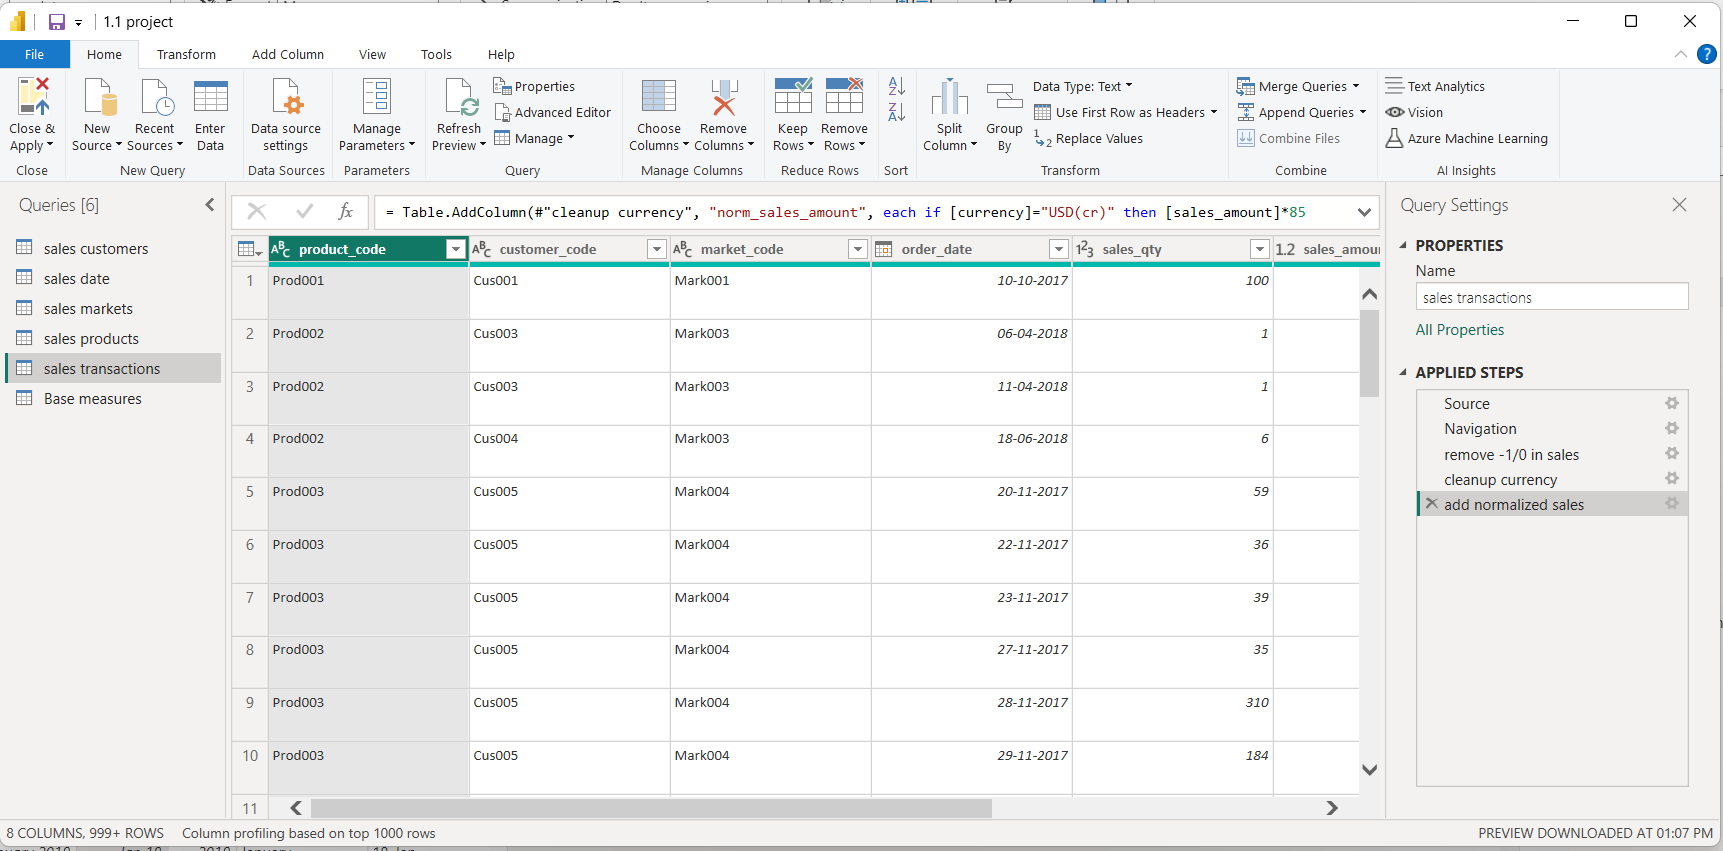 1.1 project
File Home Transform Add Column View Tools Help
Close & Apply
New Source
Recent Sources
Enter Data
Data source settings
Manage Parameters
Refresh Preview
Properties
Advanced Editor
Manage
Choose Columns
Remove Columns
Keep Rows
Remove Rows
Split Column
Group By
Data Type: Text
Use First Row as Headers
Replace Values
Merge Queries
Append Queries
Combine Files
Text Analytics
Vision
Azure Machine Learning
Close New Query Data Sources Parameters Query Manage Columns Reduce Rows Sort Transform Combine AI Insights
Queries [6]
sales customers
sales date
sales markets
sales products
sales transactions
Base measures
fx = Table.AddColumn(#"cleanup currency", "norm_sales_amount", each if [currency]="USD(cr)" then [sales_amount]*85
ABC product_code ABC customer_code ABC market_code order_date 123 sales_qty 1.2 sales_amou
1 Prod001 Cus001 Mark001 10-10-2017 100
2 Prod002 Cus003 Mark003 06-04-2018 1
3 Prod002 Cus003 Mark003 11-04-2018 1
4 Prod002 Cus004 Mark003 18-06-2018 6
5 Prod003 Cus005 Mark004 20-11-2017 59
6 Prod003 Cus005 Mark004 22-11-2017 36
7 Prod003 Cus005 Mark004 23-11-2017 39
8 Prod003 Cus005 Mark004 27-11-2017 35
9 Prod003 Cus005 Mark004 28-11-2017 310
10 Prod003 Cus005 Mark004 29-11-2017 184
11
Query Settings
PROPERTIES
Name
sales transactions
All Properties
APPLIED STEPS
Source
Navigation
remove -1/0 in sales
cleanup currency
add normalized sales
8 COLUMNS, 999+ ROWS Column profiling based on top 1000 rows
PREVIEW DOWNLOADED AT 01:07 PM